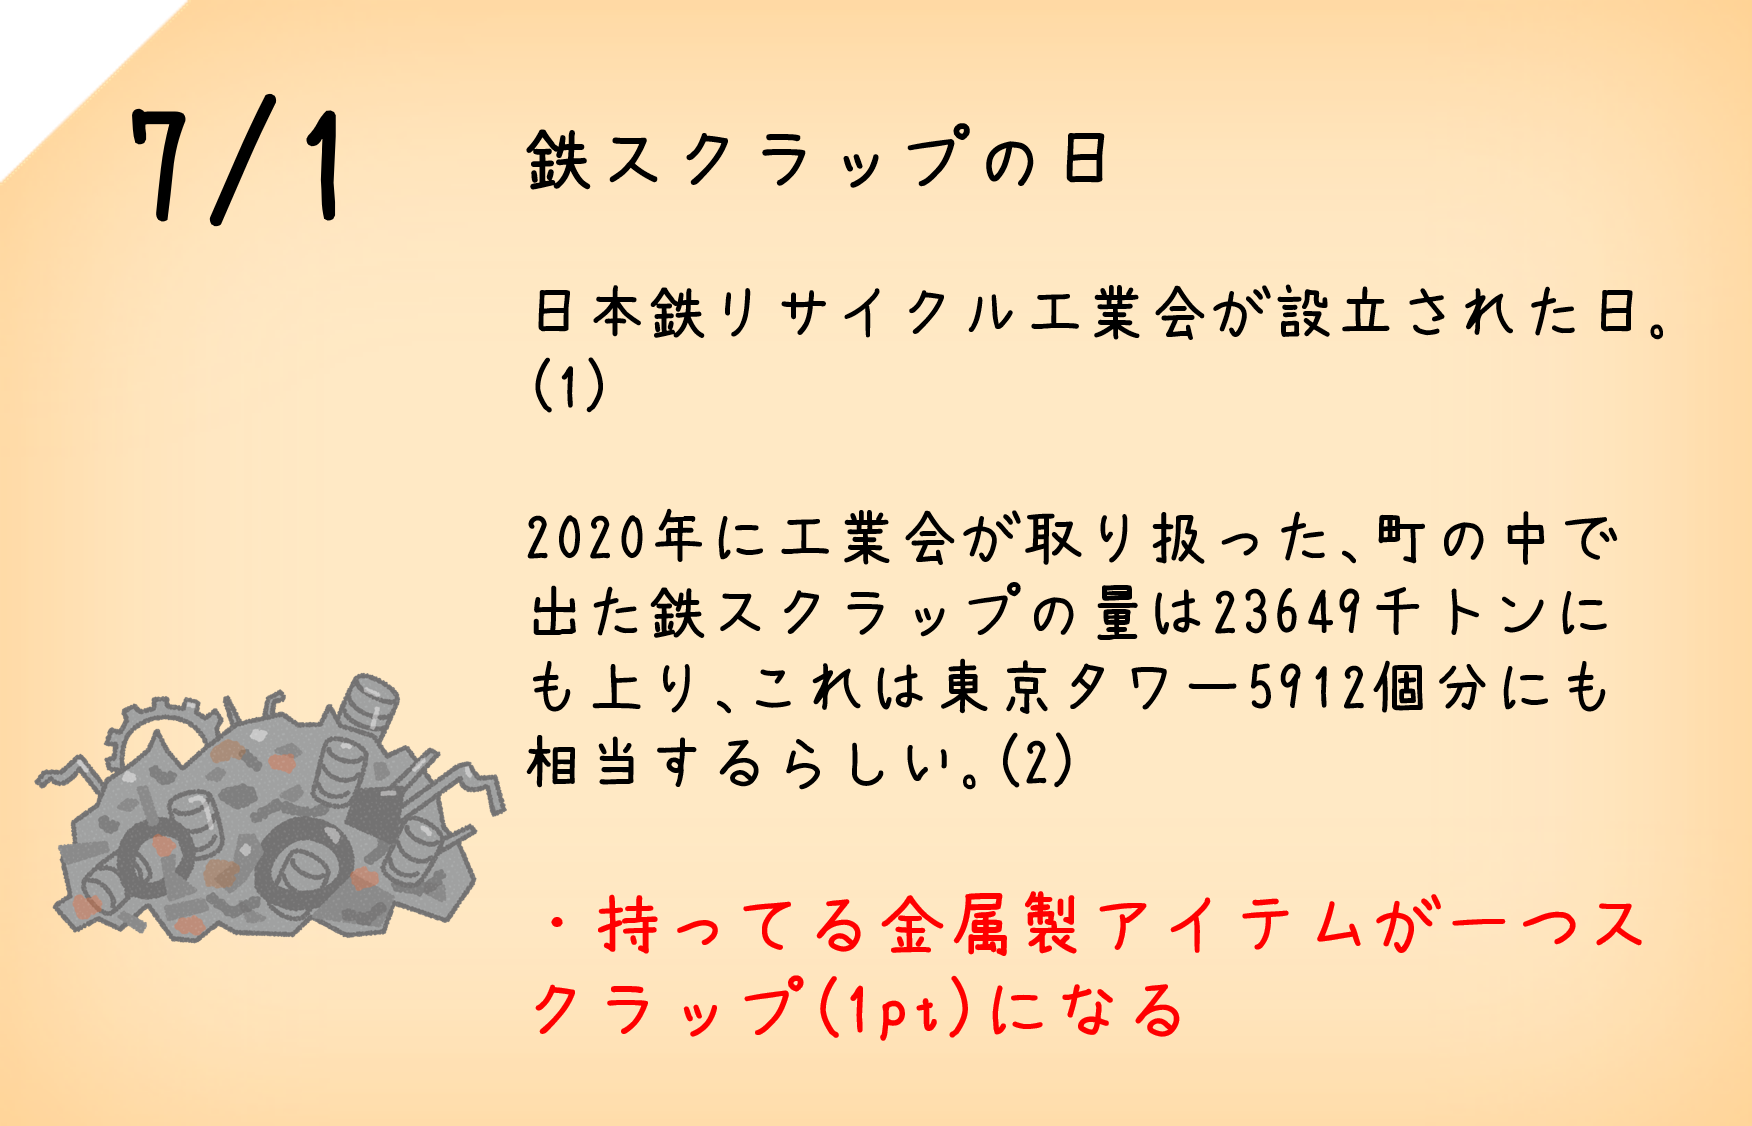 7/1
鉄スクラップの日
日本鉄リサイクル工業会が設立された日。
(1)
2020年に工業会が取り扱った、町の中で
出た鉄スクラップの量は23649千トンに
も上り、これは東京タワー5912個分にも
相当するらしい。(2)
・持ってる金属製アイテムが一つス
クラップ(1pt)になる